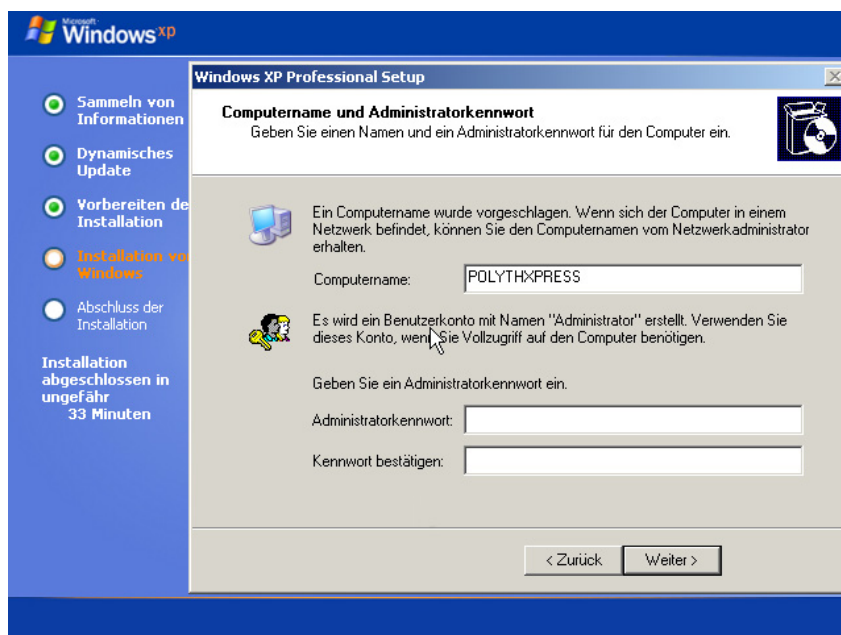 Microsoft
Windows xp
Sammeln von
Informationen
Dynamisches
Update
Vorbereiten de
Installation
Installation vo
Windows
Abschluss der
Installation
Installation
abgeschlossen in
ungefähr
33 Minuten
Windows XP Professional Setup
Computername und Administratorkennwort
Geben Sie einen Namen und ein Administratorkennwort für den Computer ein.
Ein Computername wurde vorgeschlagen. Wenn sich der Computer in einem
Netzwerk befindet, können Sie den Computernamen vom Netzwerkadministrator
erhalten.
Computername: POLYTHXPRESS
Es wird ein Benutzerkonto mit Namen "Administrator" erstellt. Verwenden Sie
dieses Konto, wenn Sie Vollzugriff auf den Computer benötigen.
Geben Sie ein Administratorkennwort ein.
Administratorkennwort:
Kennwort bestätigen:
< Zurück Weiter >